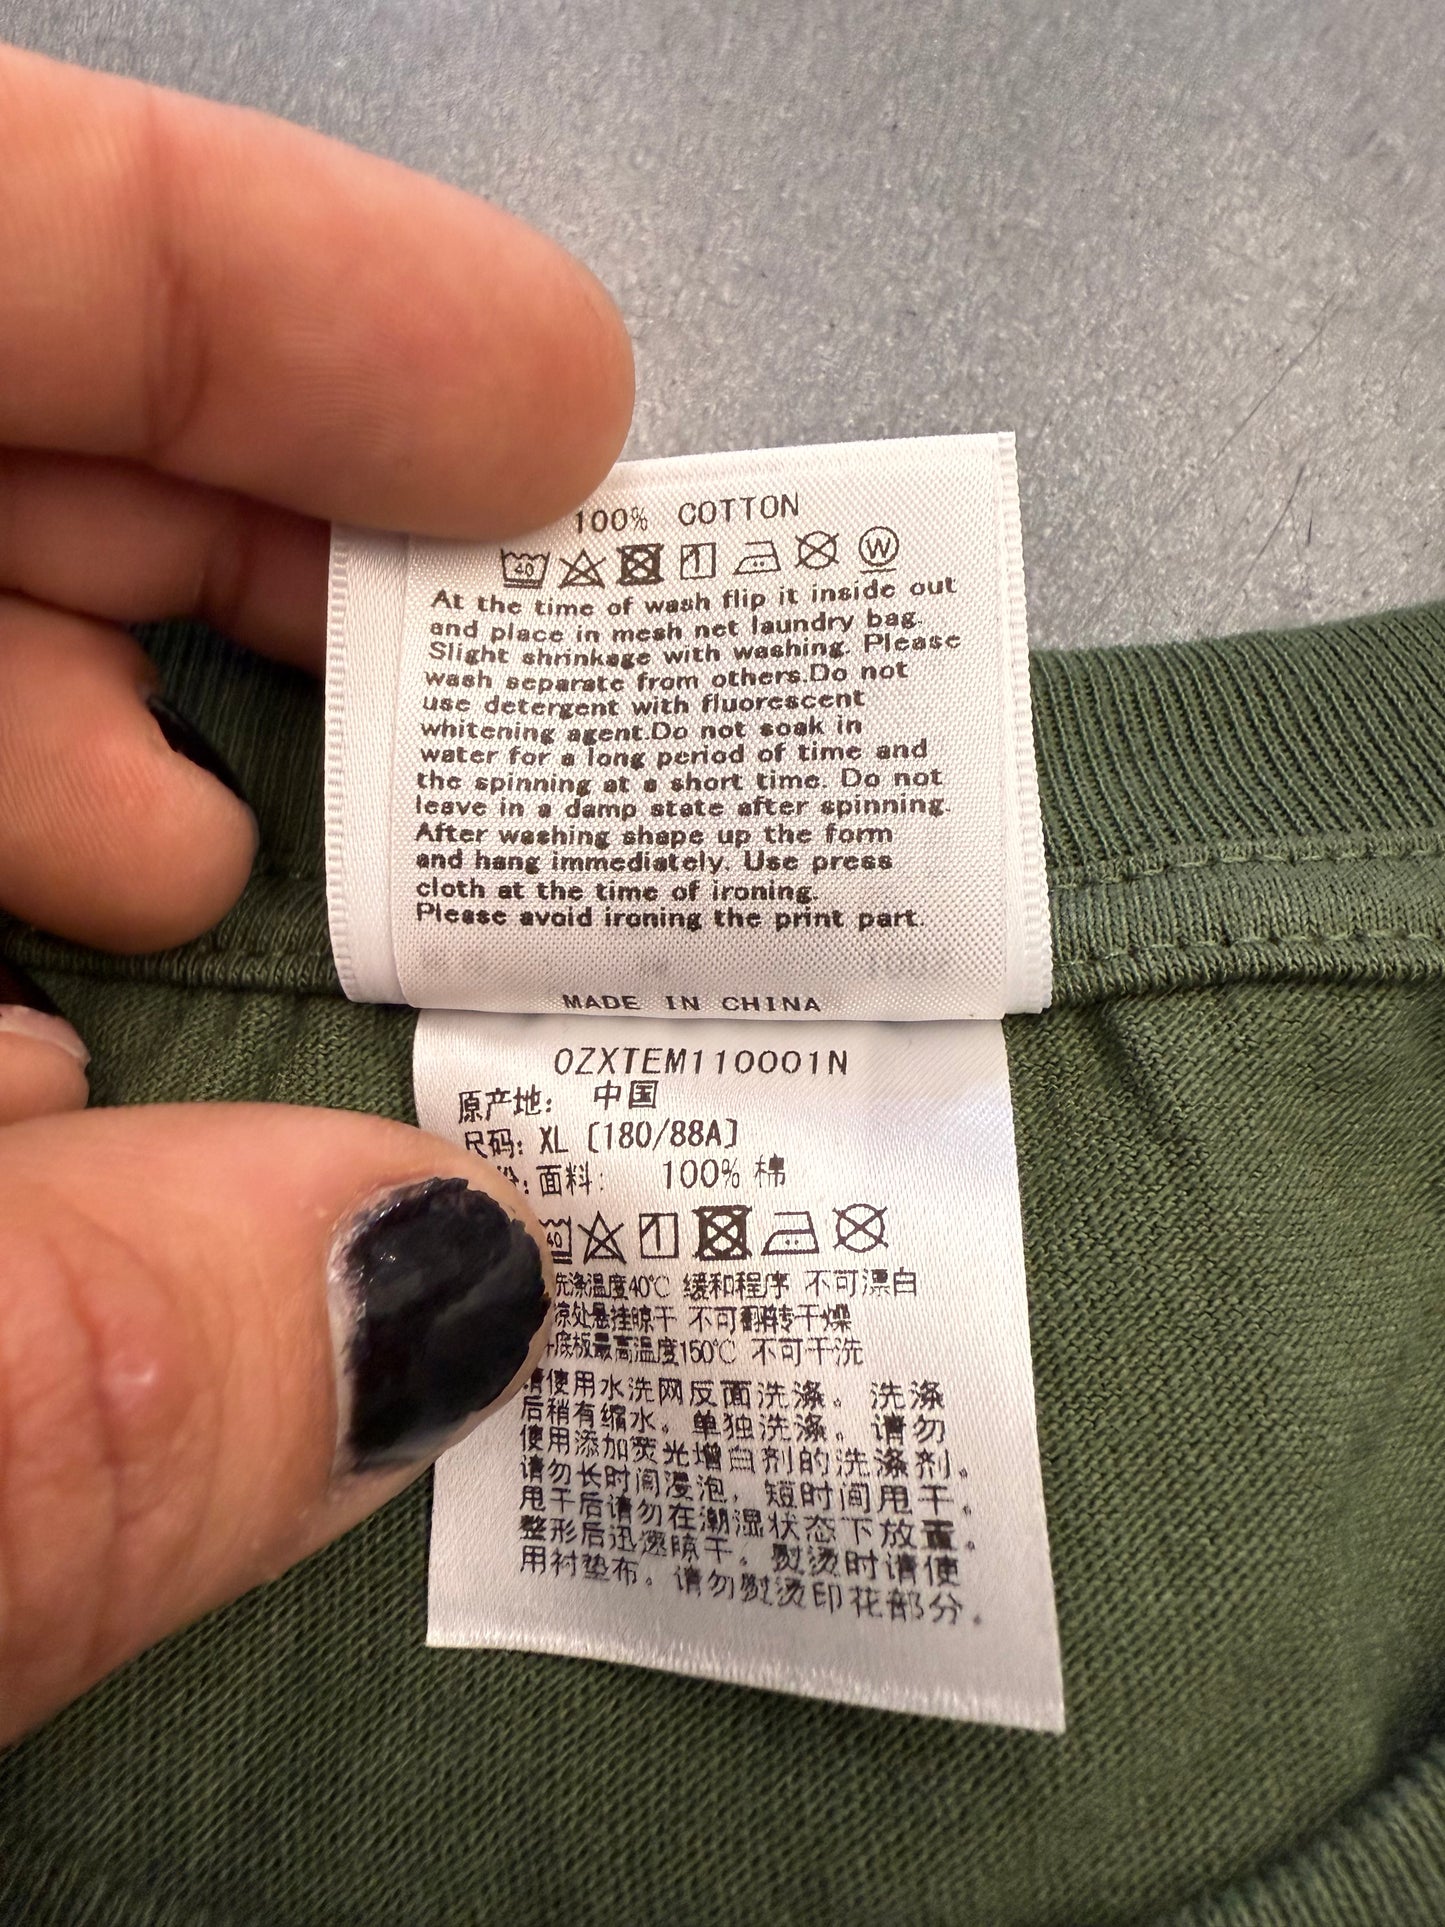 100% COTTON
40 W
At the time of wash flip it inside out
and place in mesh net laundry bag.
Slight shrinkage with washing. Please
wash separate from others.Do not
use detergent with fluorescent
whitening agent.Do not soak in
water for a long period of time and
the spinning at a short time. Do not
leave in a damp state after spinning.
After washing shape up the form
and hang immediately. Use press
cloth at the time of ironing.
Please avoid ironing the print part.
MADE IN CHINA
0ZXTEM110001N
原产地: 中国
尺码: XL [180/88A]
面料: 100% 棉
40
洗涤温度40℃ 缓和程序 不可漂白
凉处悬挂晾干 不可翻转干燥
底板最高温度150℃ 不可干洗
请使用水洗网反面洗涤。洗涤
后稍有缩水。单独洗涤。请勿
使用添加荧光增白剂的洗涤剂。
请勿长时间浸泡，短时间甩干。
甩干后请勿在潮湿状态下放置。
整形后迅速晾干。熨烫时请使
用衬垫布。请勿熨烫印花部分。